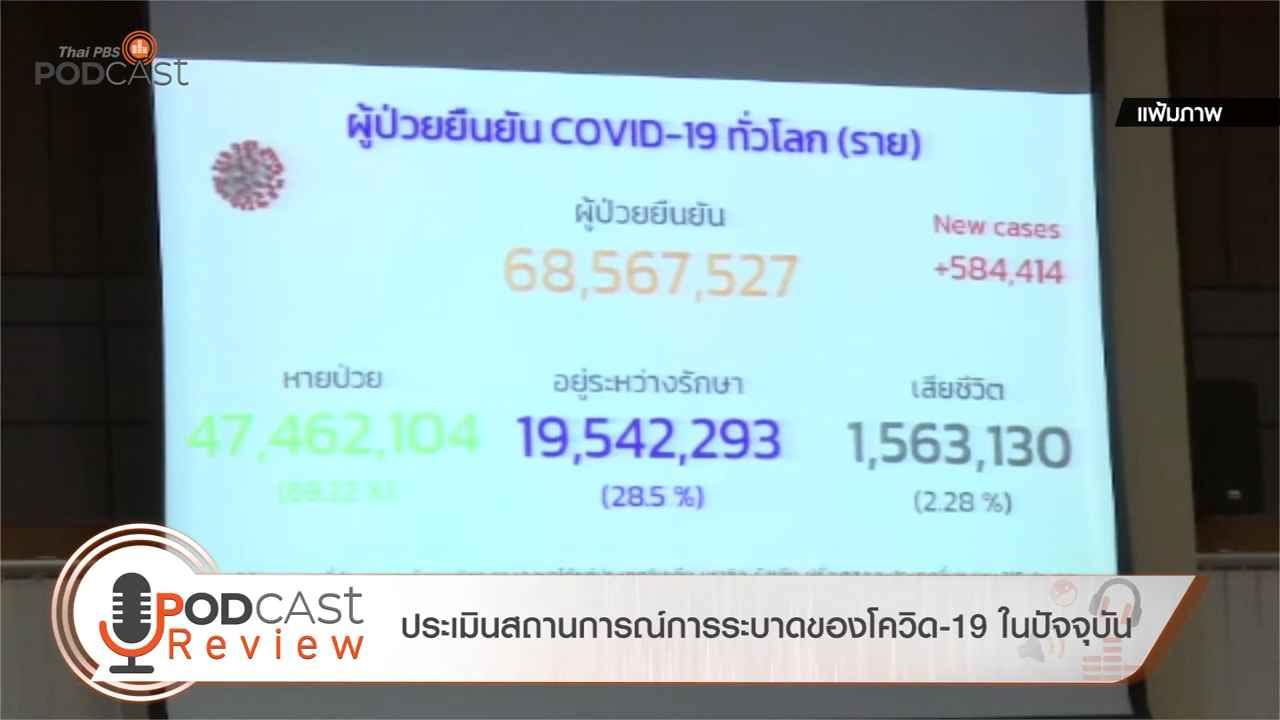 Thai PBS
PODCAST
แฟ้มภาพ
ผู้ป่วยยืนยัน COVID-19 ทั่วโลก (ราย)
ผู้ป่วยยืนยัน
68,567,527
New cases
+584,414
หายป่วย
47,462,104
(69.22 %)
อยู่ระหว่างรักษา
19,542,293
(28.5 %)
เสียชีวิต
1,563,130
(2.28 %)
PODCAST
Review
ประเมินสถานการณ์การระบาดของโควิด-19 ในปัจจุบัน